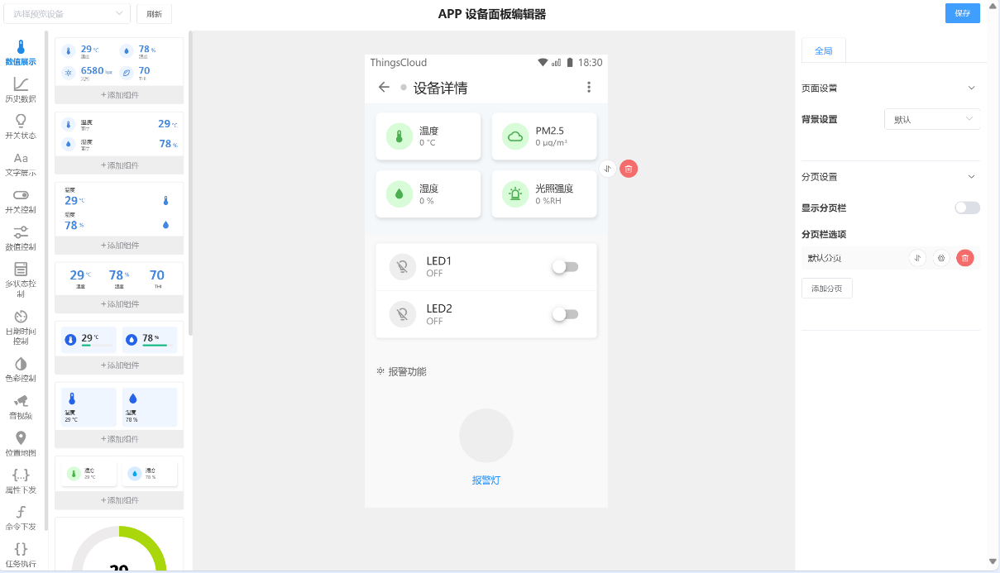 选择预览设备
刷新
APP 设备面板编辑器
保存
数值展示
历史数据
开关状态
Aa
文字展示
开关控制
数值控制
多状态控
制
日期时间
控制
色彩控制
音视频
位置地图
{...}
属性下发
命令下发
{ }
任务执行
29 ℃
78 %
6580 lux
70
THI
+添加组件
温度
29 ℃
湿度
78 %
+添加组件
温度
29 ℃
湿度
78 %
+添加组件
29 ℃
78 %
70
温度
湿度
THI
+添加组件
29 ℃
78 %
+添加组件
温度
29 ℃
湿度
78 %
+添加组件
温度
29 ℃
湿度
78 %
+添加组件
ThingsCloud
18:30
设备详情
温度
0 °C
PM2.5
0 μg/m³
湿度
0 %
光照强度
0 %RH
LED1
OFF
LED2
OFF
报警功能
报警灯
全局
页面设置
背景设置
默认
分页设置
显示分页栏
分页栏选项
默认分页
添加分页